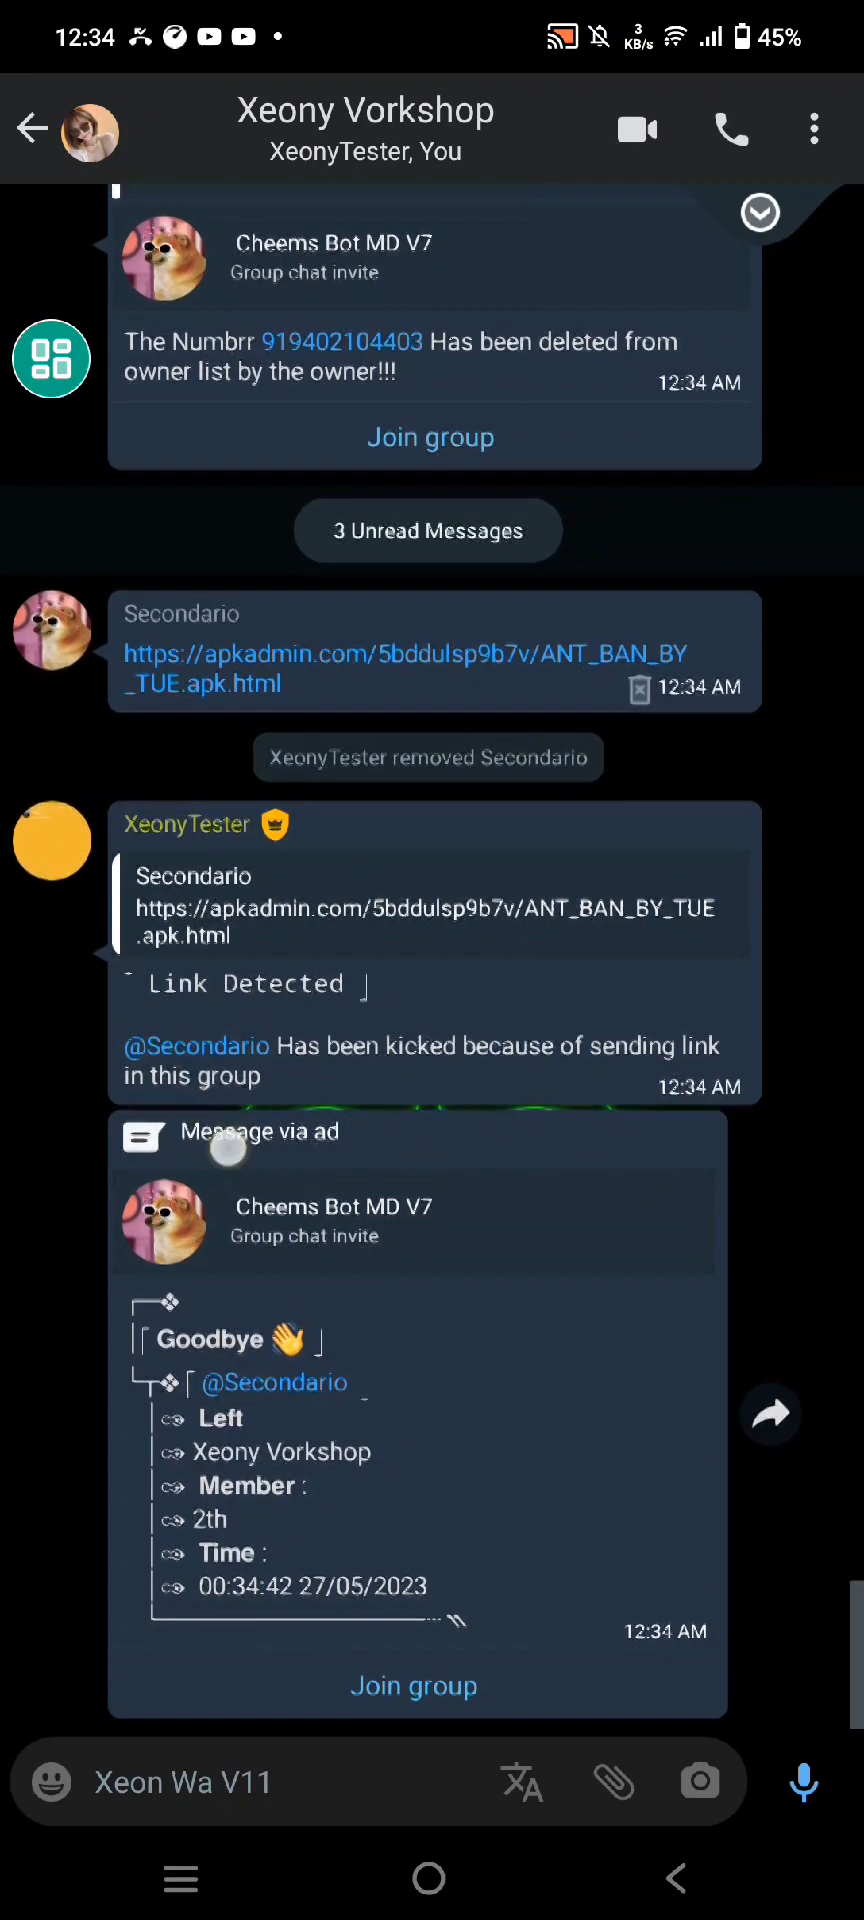 12:34
3
KB/s
45%
Xeony Vorkshop
XeonyTester, You
Cheems Bot MD V7
Group chat invite
The Numbrr 919402104403 Has been deleted from
owner list by the owner!!!
12:34 AM
Join group
3 Unread Messages
Secondario
https://apkadmin.com/5bddulsp9b7v/ANT_BAN_BY
_TUE.apk.html
12:34 AM
XeonyTester removed Secondario
XeonyTester
Secondario
https://apkadmin.com/5bddulsp9b7v/ANT_BAN_BY_TUE
.apk.html
Link Detected 」
@Secondario Has been kicked because of sending link
in this group
12:34 AM
Message via ad
Cheems Bot MD V7
Group chat invite
Goodbye 👋
@Secondario
Left
Xeony Vorkshop
Member :
2th
Time :
00:34:42 27/05/2023
12:34 AM
Join group
Xeon Wa V11